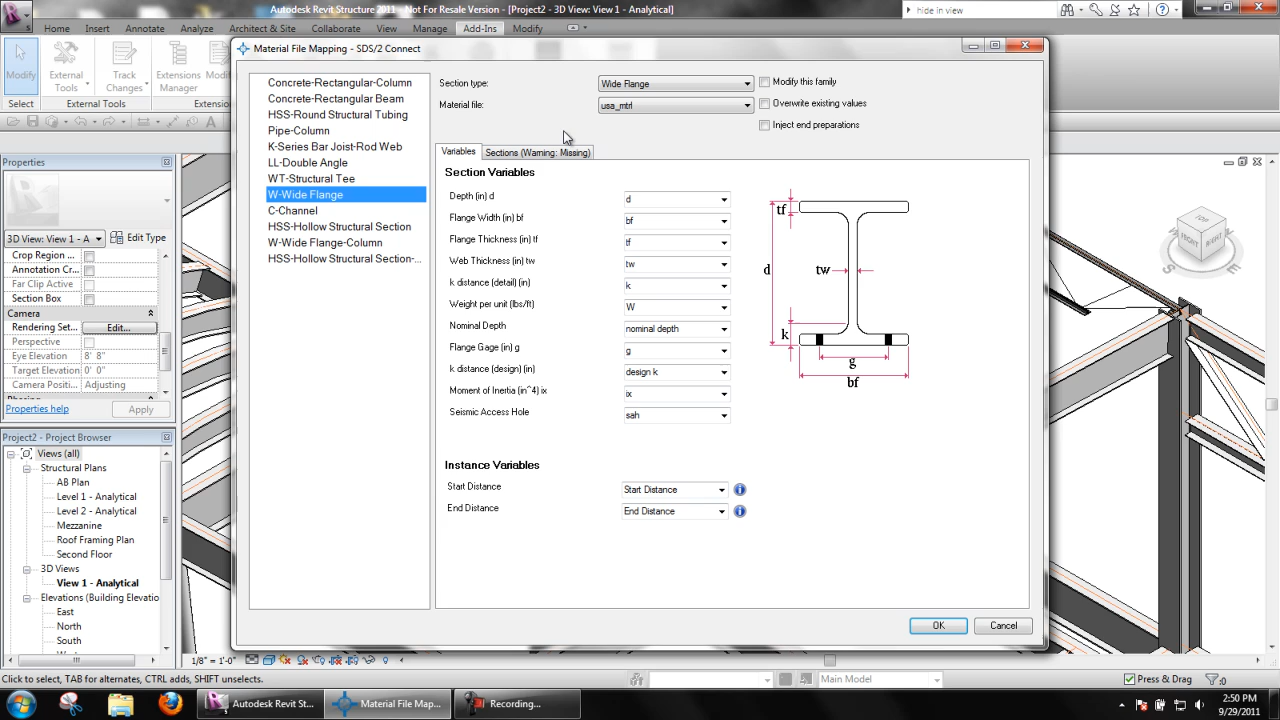 Autodesk Revit Structure 2011 - Not For Resale Version - [Project2 - 3D View: View 1 - Analytical]
hide in view
Home Insert Annotate Analyze Architect & Site Collaborate View Manage Add-Ins Modify
Modify
External Tools
Track Changes
Extensions Manager
Select
External Tools
Material File Mapping - SDS/2 Connect
Concrete-Rectangular-Column
Concrete-Rectangular Beam
HSS-Round Structural Tubing
Pipe-Column
K-Series Bar Joist-Rod Web
LL-Double Angle
WT-Structural Tee
W-Wide Flange
C-Channel
HSS-Hollow Structural Section
W-Wide Flange-Column
HSS-Hollow Structural Section-...
Section type: Wide Flange
Material file: usa_mtrl
Modify this family
Overwrite existing values
Inject end preparations
Variables Sections (Warning: Missing)
Section Variables
Depth (in) d d
Flange Width (in) bf bf
Flange Thickness (in) tf tf
Web Thickness (in) tw tw
k distance (detail) (in) k
Weight per unit (lbs/ft) W
Nominal Depth nominal depth
Flange Gage (in) g g
k distance (design) (in) design k
Moment of Inertia (in^4) ix ix
Seismic Access Hole sah
Instance Variables
Start Distance Start Distance
End Distance End Distance
tf
d
tw
k
g
bf
OK Cancel
Properties
3D View: View 1 - A Edit Type
Crop Region ...
Annotation Cr...
Far Clip Active
Section Box
Camera
Rendering Set... Edit...
Perspective
Eye Elevation 8' 8"
Target Elevation 0' 0"
Camera Positi... Adjusting
Properties help Apply
Project2 - Project Browser
Views (all)
Structural Plans
AB Plan
Level 1 - Analytical
Level 2 - Analytical
Mezzanine
Roof Framing Plan
Second Floor
3D Views
View 1 - Analytical
Elevations (Building Elevatio
East
North
South
TOP
FRONT
RIGHT
S
E
1/8" = 1'-0"
Click to select, TAB for alternates, CTRL adds, SHIFT unselects.
Main Model
Press & Drag
:0
Autodesk Revit St...
Material File Map...
Recording...
2:50 PM
9/29/2011